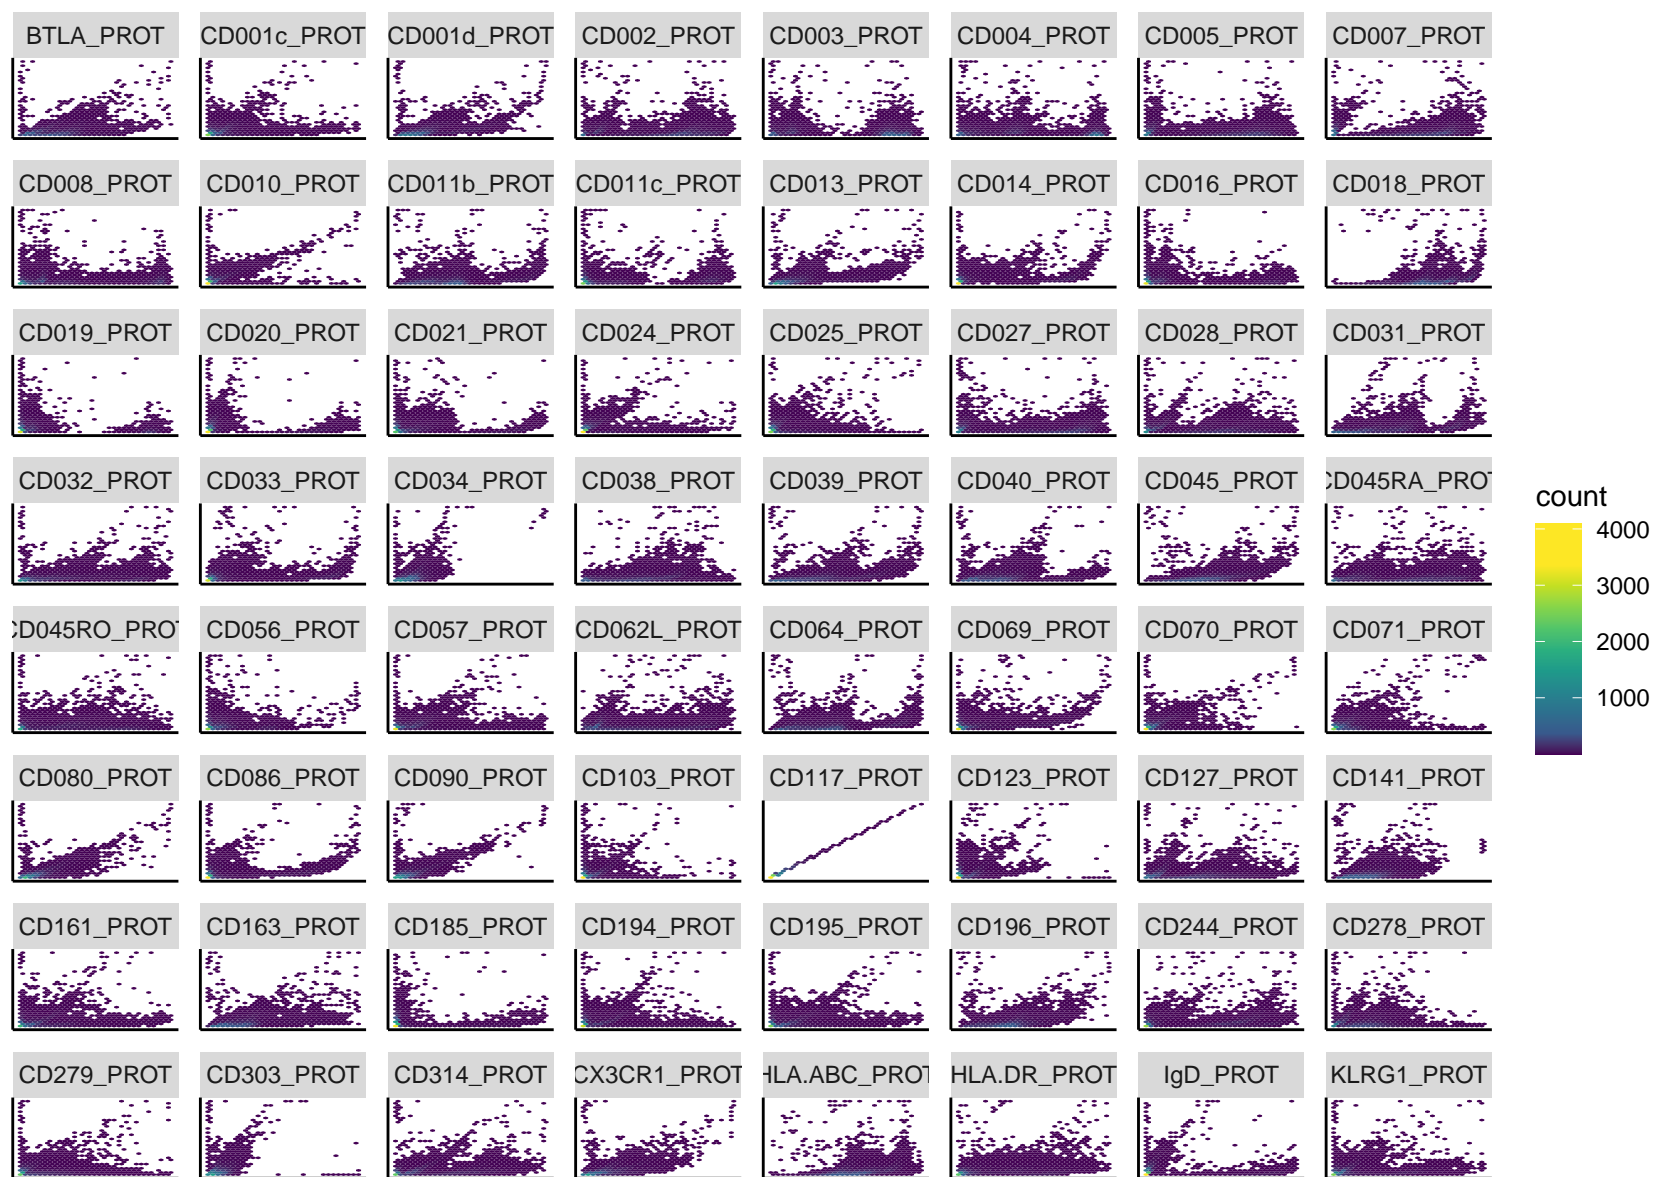 BTLA_PROT CD001c_PROT CD001d_PROT CD002_PROT CD003_PROT CD004_PROT CD005_PROT CD007_PROT
CD008_PROT CD010_PROT CD011b_PROT CD011c_PROT CD013_PROT CD014_PROT CD016_PROT CD018_PROT
CD019_PROT CD020_PROT CD021_PROT CD024_PROT CD025_PROT CD027_PROT CD028_PROT CD031_PROT
CD032_PROT CD033_PROT CD034_PROT CD038_PROT CD039_PROT CD040_PROT CD045_PROT CD045RA_PROT
CD045RO_PROT CD056_PROT CD057_PROT CD062L_PROT CD064_PROT CD069_PROT CD070_PROT CD071_PROT
CD080_PROT CD086_PROT CD090_PROT CD103_PROT CD117_PROT CD123_PROT CD127_PROT CD141_PROT
CD161_PROT CD163_PROT CD185_PROT CD194_PROT CD195_PROT CD196_PROT CD244_PROT CD278_PROT
CD279_PROT CD303_PROT CD314_PROT CX3CR1_PROT HLA.ABC_PROT HLA.DR_PROT IgD_PROT KLRG1_PROT
count
4000
3000
2000
1000